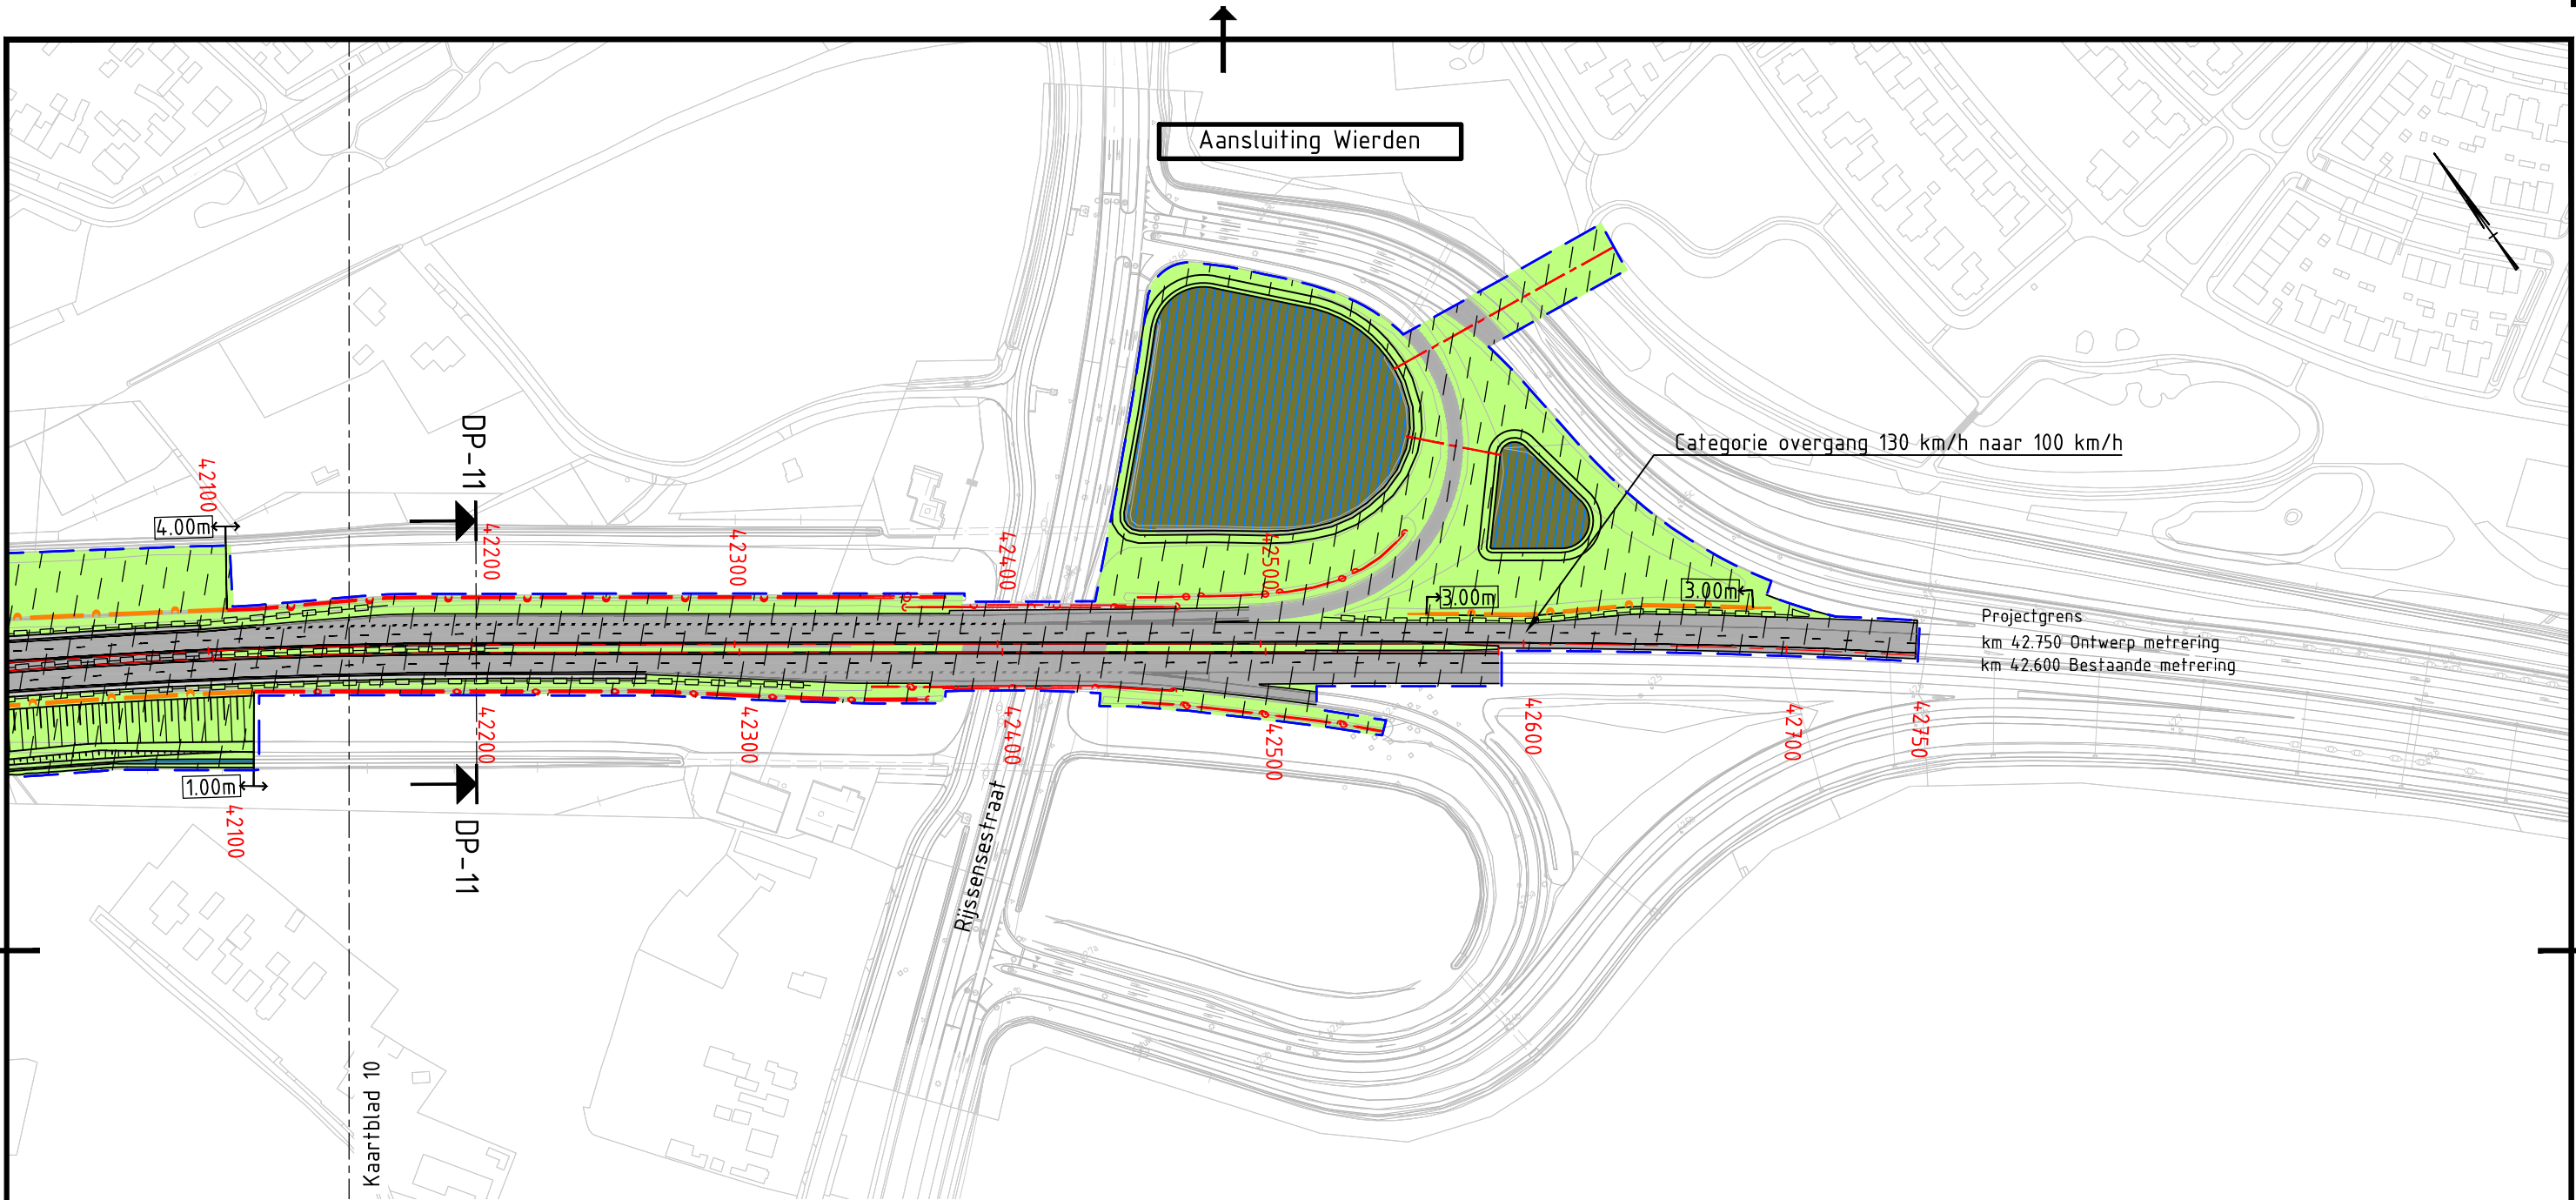 Aansluiting Wierden
Categorie overgang 130 km/h naar 100 km/h
DP-11
42100
4.00m
42200
42300
42400
42500
3.00m
3.00m
Projectgrens
km 42.750 Ontwerp metrering
km 42.600 Bestaande metrering
42200
42300
42400
42500
42600
42700
42750
1.00m
42100
DP-11
Rijssensestraat
Kaartblad 10